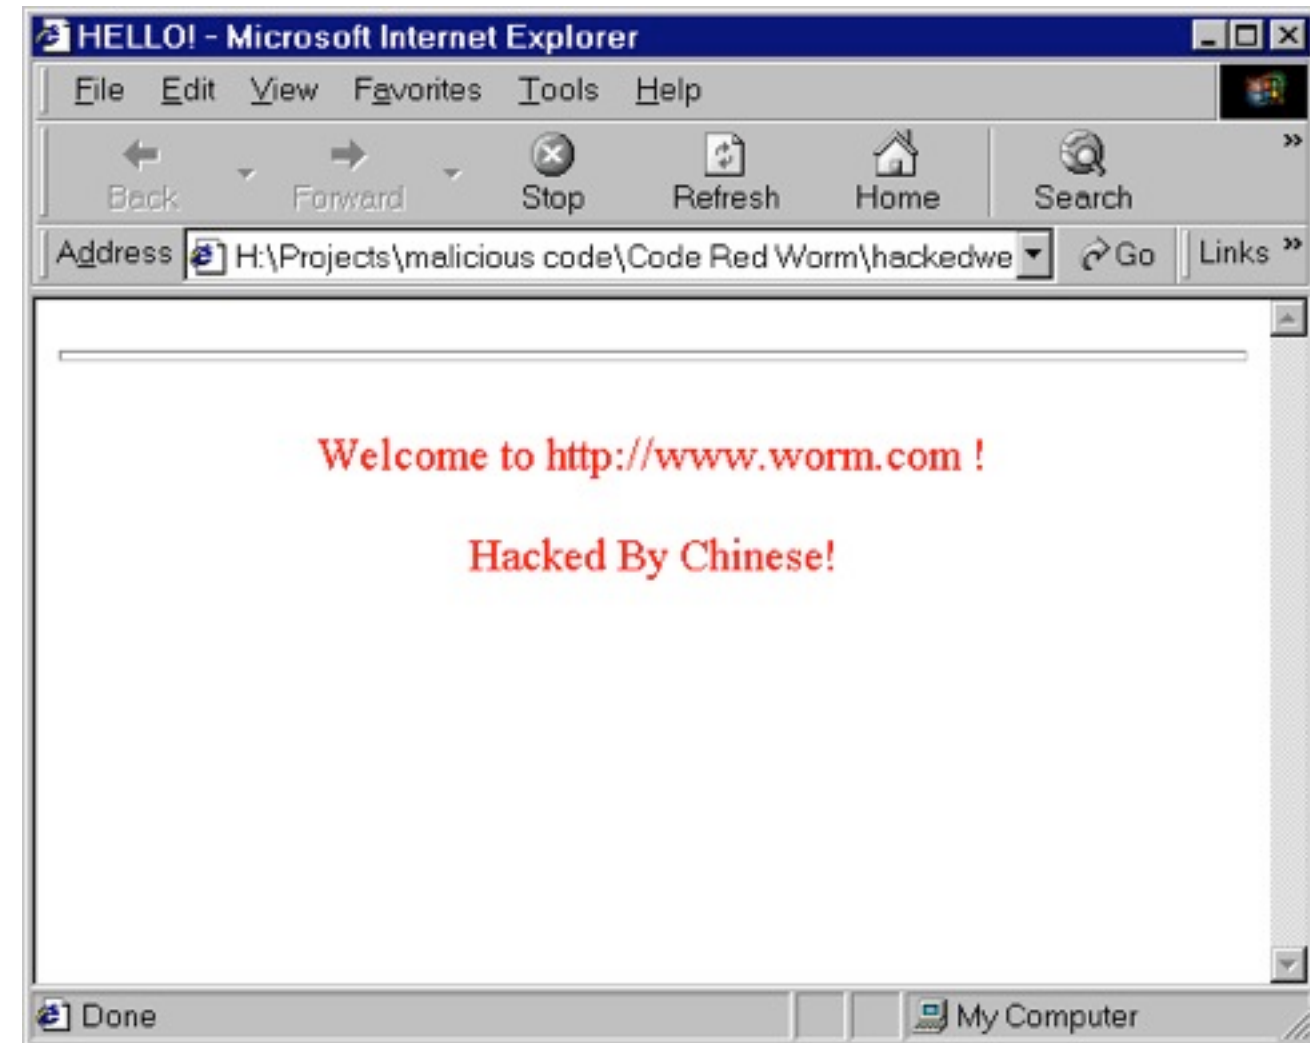 HELLO! - Microsoft Internet Explorer
File Edit View Favorites Tools Help
Back Forward Stop Refresh Home Search »
Address H:\Projects\malicious code\Code Red Worm\hackedwe Go Links »
Welcome to http://www.worm.com !
Hacked By Chinese!
Done My Computer